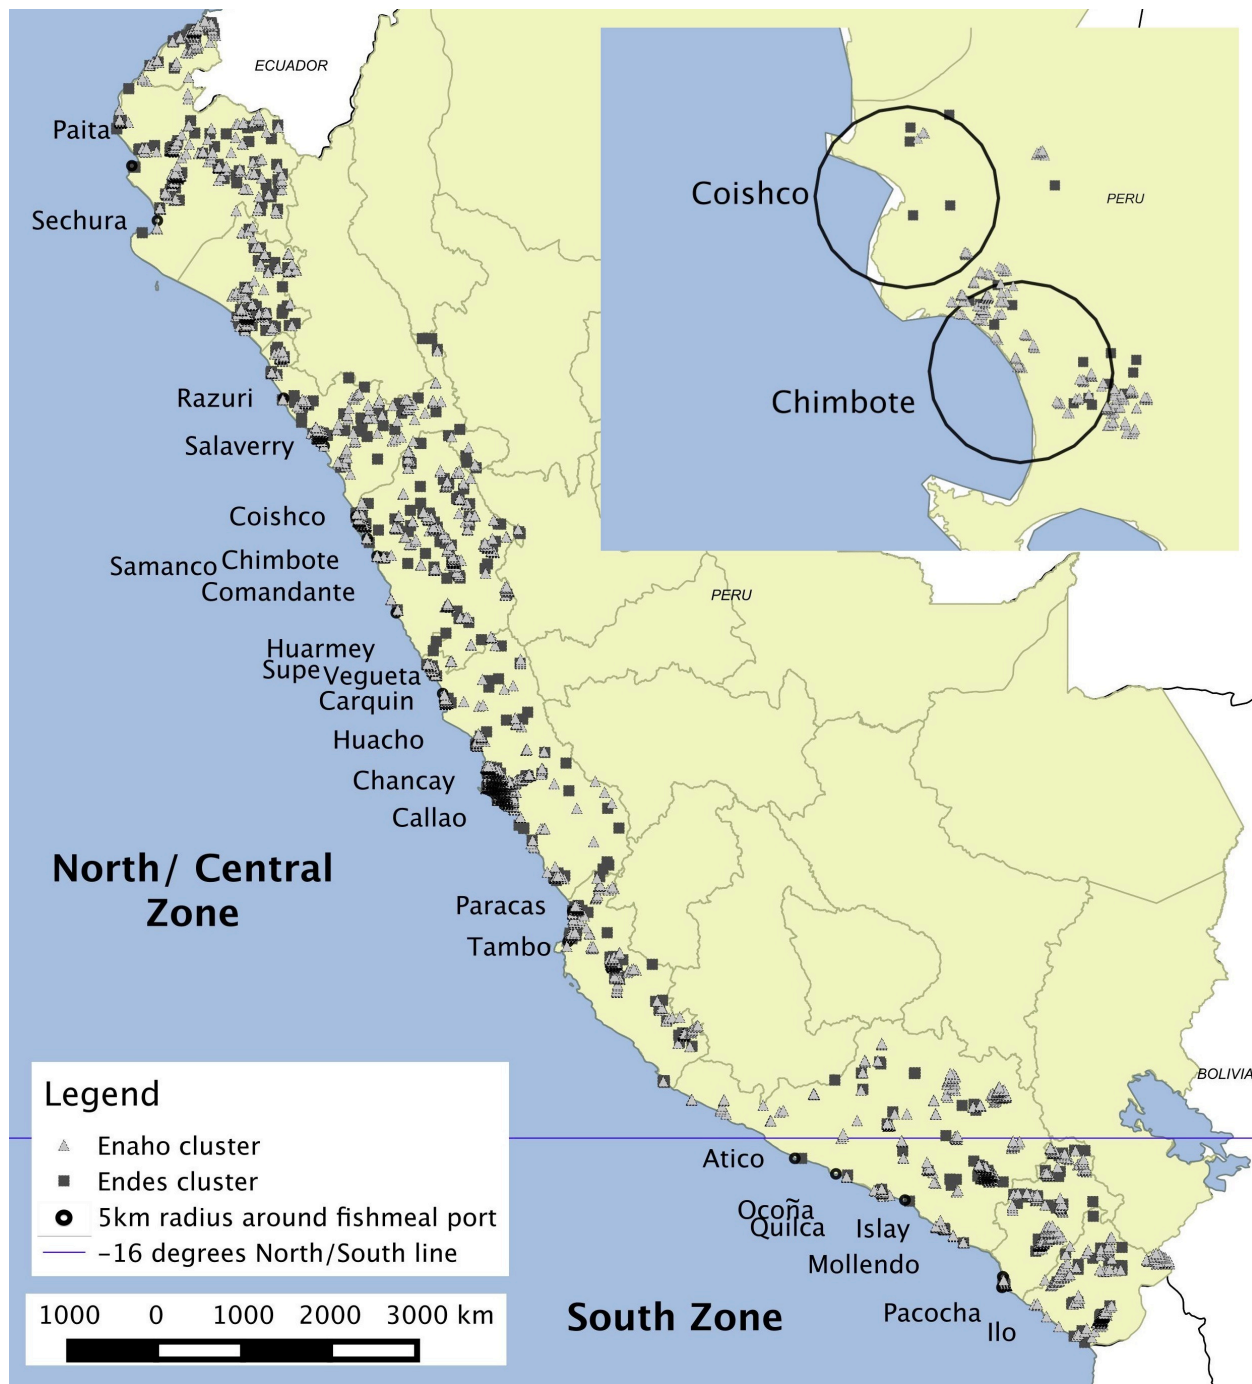 ECUADOR
Paita
Sechura
Coishco
PERU
Chimbote
Razuri
Salaverry
Coishco
Samanco Chimbote
Comandante
PERU
Huarmey
Supe Vegueta
Carquin
Huacho
Chancay
Callao
North/ Central
Zone
Paracas
Tambo
Legend
Enaho cluster
Endes cluster
5km radius around fishmeal port
-16 degrees North/South line
BOLIVIA
Atico
Ocoña
Quilca
Islay
Mollendo
Pacocha
Ilo
South Zone
1000 0 1000 2000 3000 km